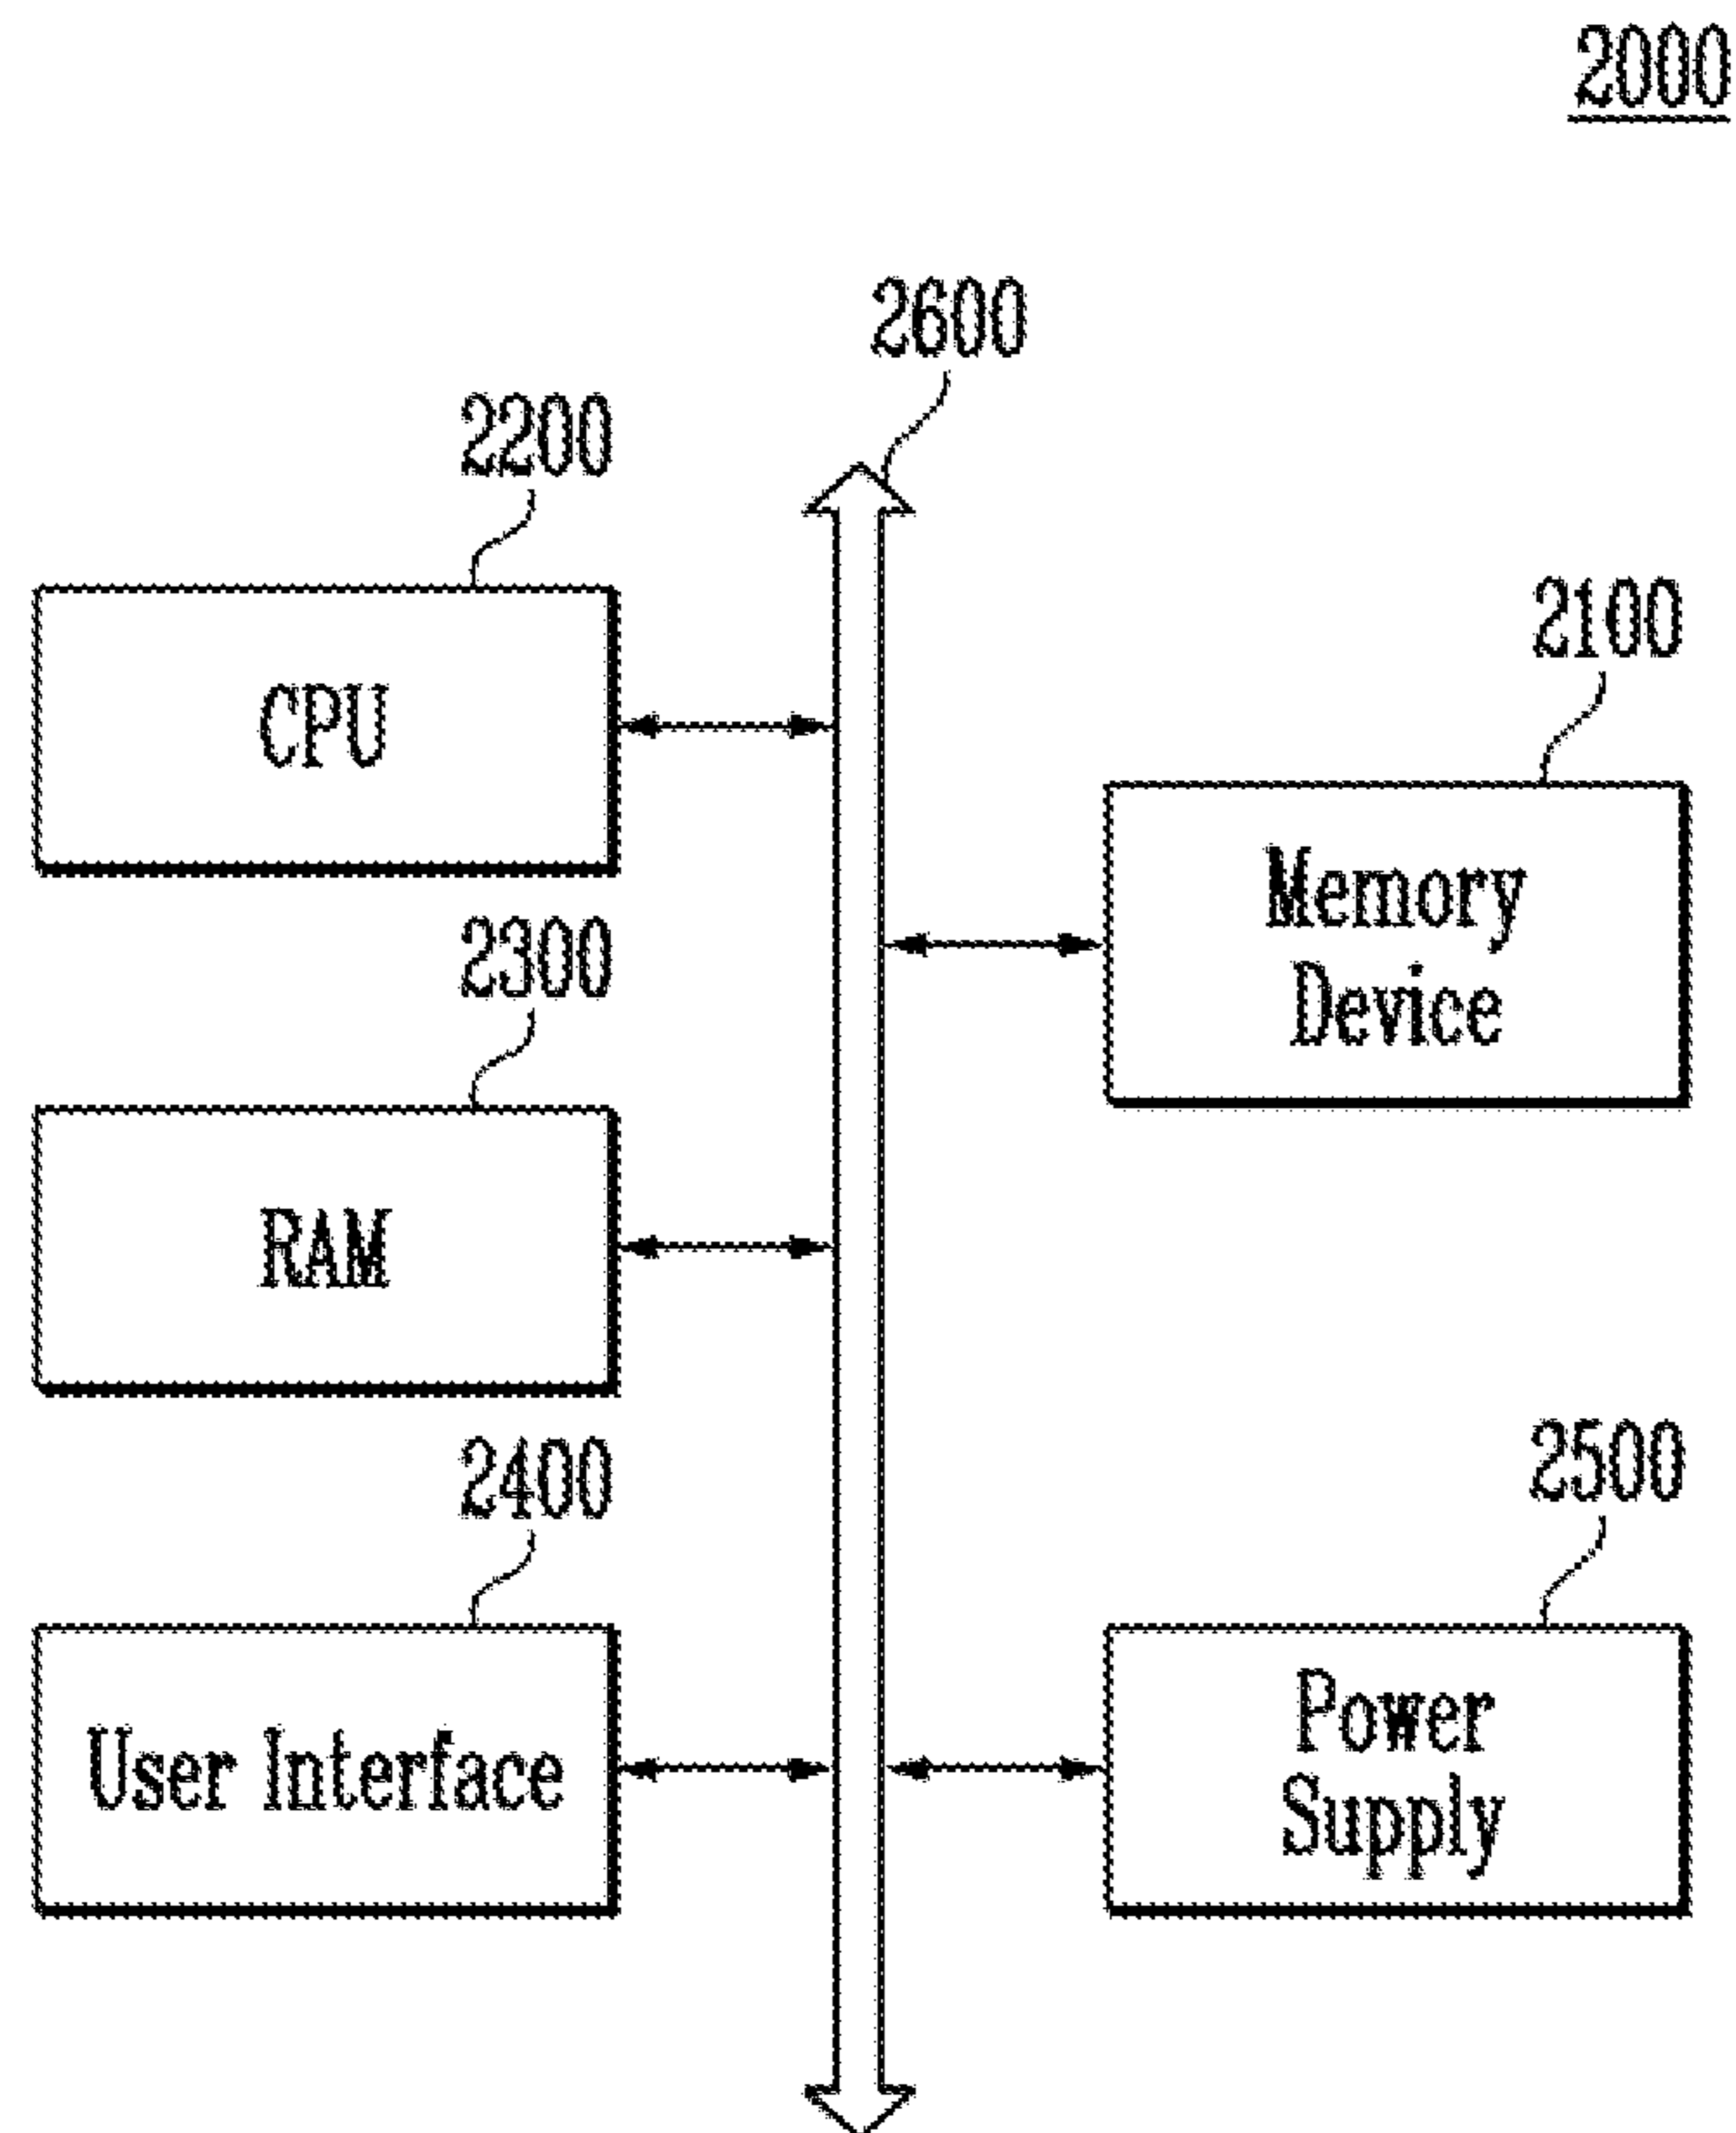 2000
2600
2200
CPU
2100
Memory
Device
2300
RAM
2400
User Interface
2500
Power
Supply